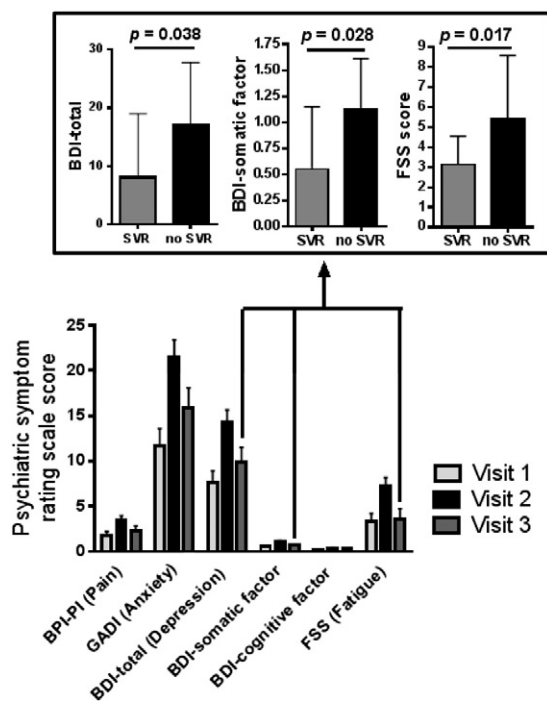 p = 0.038
p = 0.028
p = 0.017
BDI-total
30
20
10
0
SVR
no SVR
BDI-somatic factor
1.75
1.50
1.25
1.00
0.75
0.50
0.25
0.00
SVR
no SVR
FSS score
9
8
7
6
5
4
3
2
1
0
SVR
no SVR
Psychiatric symptom
rating scale score
25
20
15
10
5
0
BPI-PI (Pain)
GADI (Anxiety)
BDI-total (Depression)
BDI-somatic factor
BDI-cognitive factor
FSS (Fatigue)
Visit 1
Visit 2
Visit 3